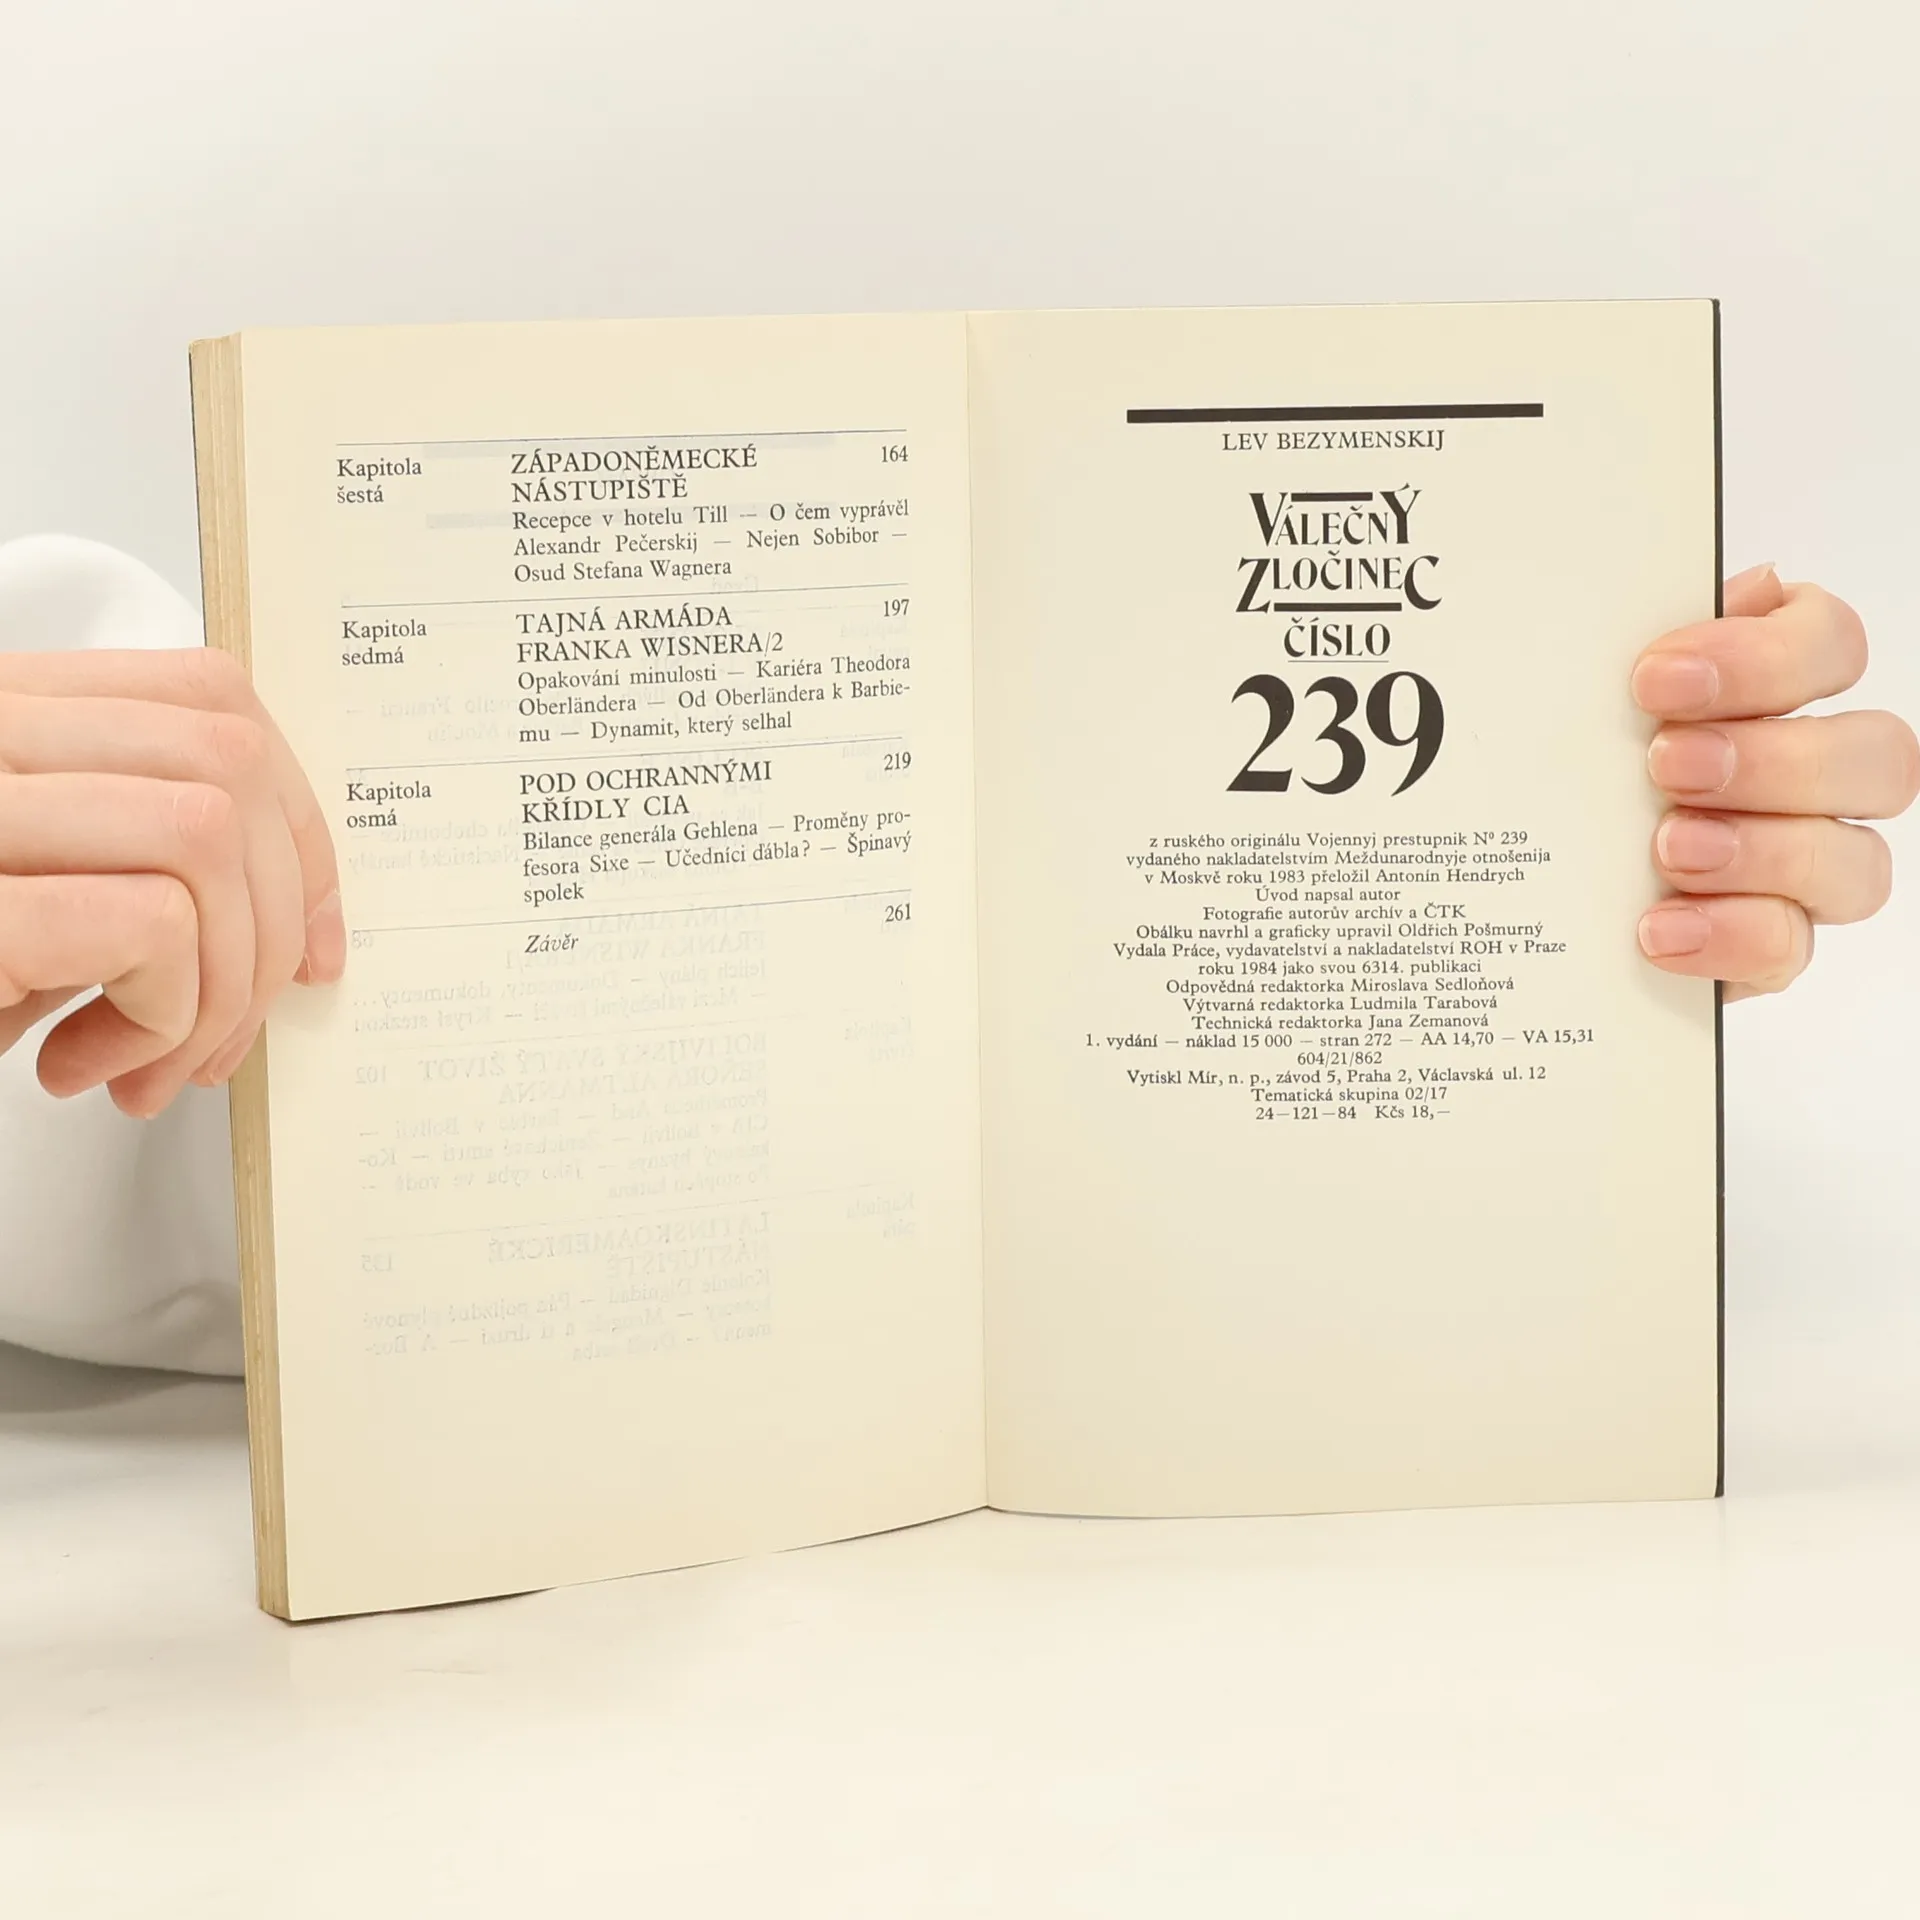 Kapitola
šestá
ZÁPADONĚMECKÉ
NÁSTUPIŠTĚ
164
Recepce v hotelu Till — O čem vyprávěl
Alexandr Pečerskij — Nejen Sobibor —
Osud Stefana Wagnera
Kapitola
sedmá
TAJNÁ ARMÁDA
FRANKA WISNERA/2
197
Opakování minulosti — Kariéra Theodora
Oberländera — Od Oberländera k Barbie-
mu — Dynamit, který selhal
Kapitola
osmá
POD OCHRANNÝMI
KŘÍDLY CIA
219
Bilance generála Gehlena — Proměny pro-
fesora Sixe — Učedníci ďábla? — Špinavý
spolek
Závěr
261
LEV BEZYMENSKIJ
VÁLEČNÝ
ZLOČINEC
ČÍSLO
239
z ruského originálu Vojennyj prestupnik Nº 239
vydaného nakladatelstvím Meždunarodnyje otnošenija
v Moskvě roku 1983 přeložil Antonín Hendrych
Úvod napsal autor
Fotografie autorův archív a ČTK
Obálku navrhl a graficky upravil Oldřich Pošmurný
Vydala Práce, vydavatelství a nakladatelství ROH v Praze
roku 1984 jako svou 6314. publikaci
Odpovědná redaktorka Miroslava Sedloňová
Výtvarná redaktorka Ludmila Tarabová
Technická redaktorka Jana Zemanová
1. vydání — náklad 15 000 — stran 272 — AA 14,70 — VA 15,31
604/21/862
Vytiskl Mír, n. p., závod 5, Praha 2, Václavská ul. 12
Tematická skupina 02/17
24—121—84 Kčs 18,—